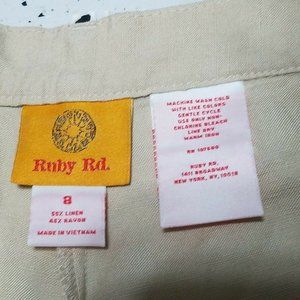 Ruby Rd.
8
55% LINEN
45% RAYON
MADE IN VIETNAM
MACHINE WASH COLD
WITH LIKE COLORS
GENTLE CYCLE
USE ONLY NON-
CHLORINE BLEACH
LINE DRY
WARM IRON
RN 107590
RUBY RD.
1411 BROADWAY
NEW YORK, NY, 10018